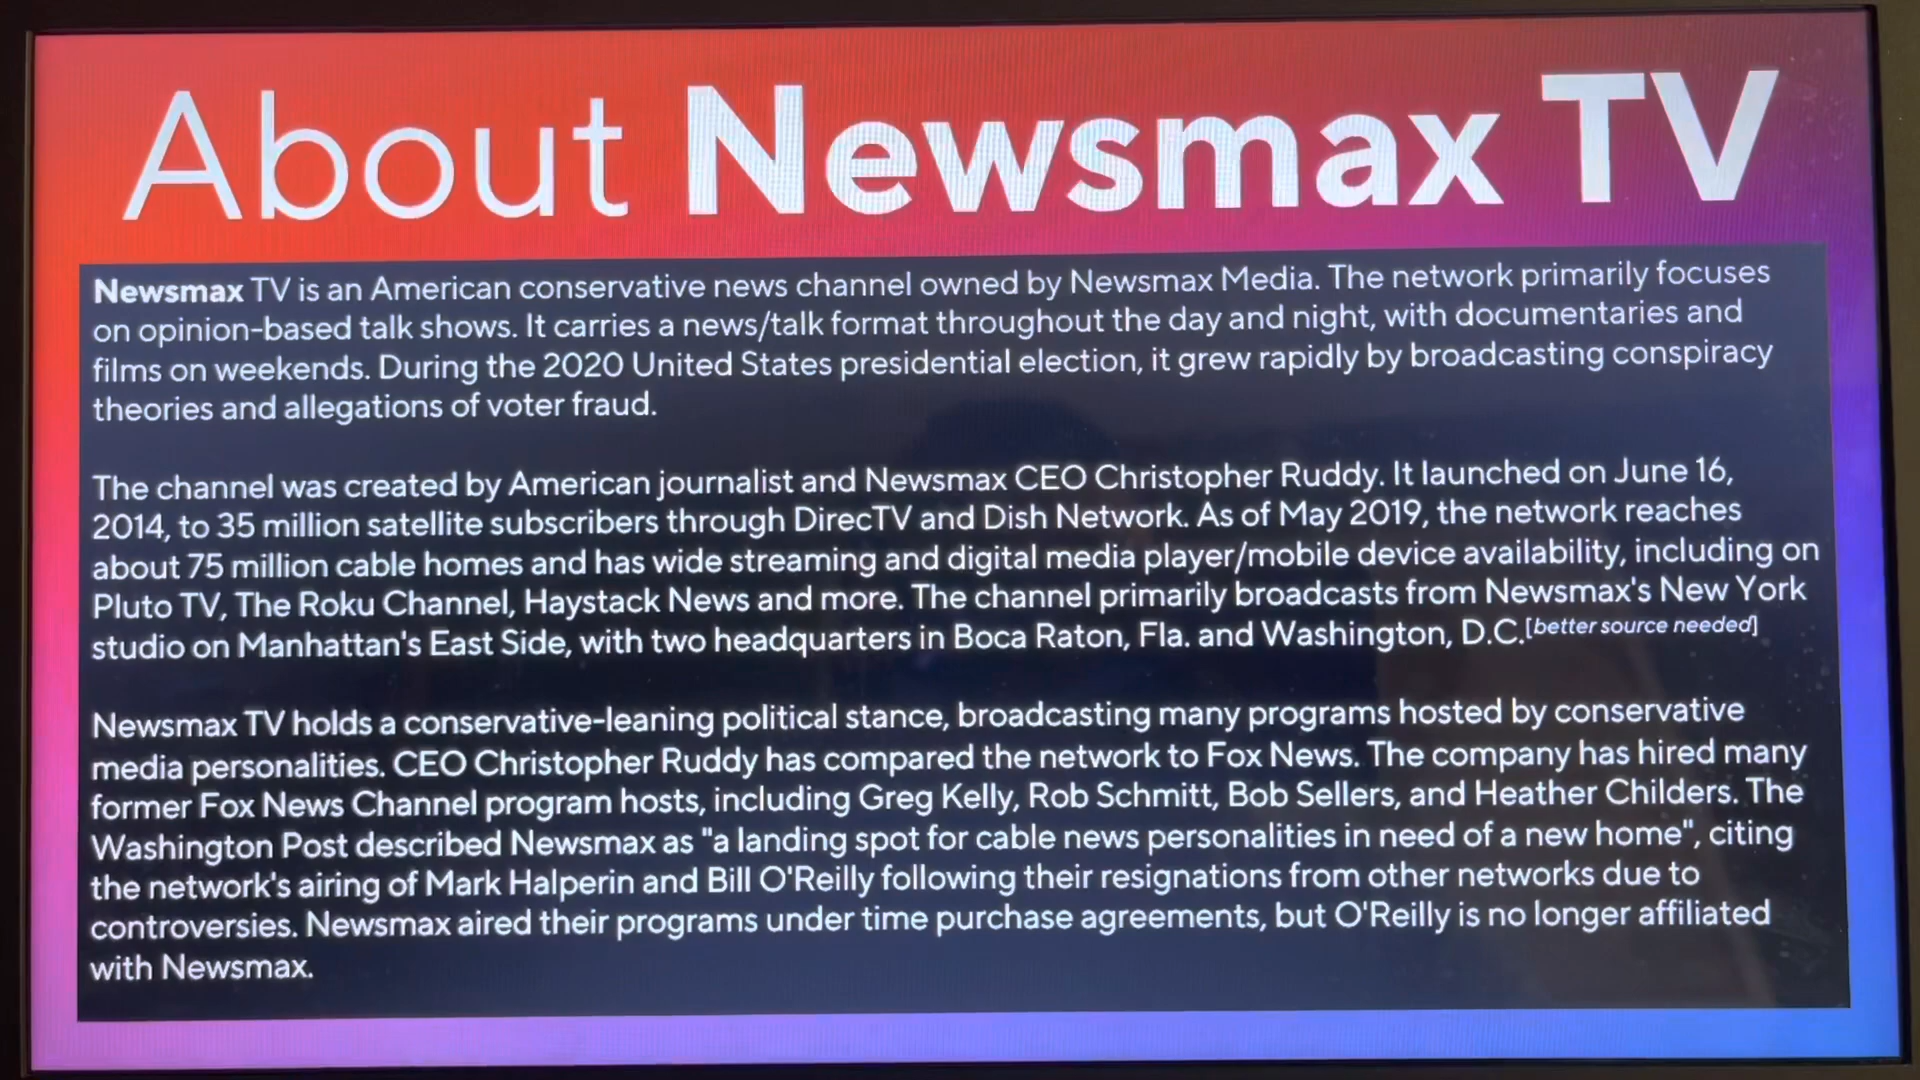 About Newsmax TV
Newsmax TV is an American conservative news channel owned by Newsmax Media. The network primarily focuses
on opinion-based talk shows. It carries a news/talk format throughout the day and night, with documentaries and
films on weekends. During the 2020 United States presidential election, it grew rapidly by broadcasting conspiracy
theories and allegations of voter fraud.
The channel was created by American journalist and Newsmax CEO Christopher Ruddy. It launched on June 16,
2014, to 35 million satellite subscribers through DirecTV and Dish Network. As of May 2019, the network reaches
about 75 million cable homes and has wide streaming and digital media player/mobile device availability, including on
Pluto TV, The Roku Channel, Haystack News and more. The channel primarily broadcasts from Newsmax's New York
studio on Manhattan's East Side, with two headquarters in Boca Raton, Fla. and Washington, D.C.[better source needed]
Newsmax TV holds a conservative-leaning political stance, broadcasting many programs hosted by conservative
media personalities. CEO Christopher Ruddy has compared the network to Fox News. The company has hired many
former Fox News Channel program hosts, including Greg Kelly, Rob Schmitt, Bob Sellers, and Heather Childers. The
Washington Post described Newsmax as "a landing spot for cable news personalities in need of a new home", citing
the network's airing of Mark Halperin and Bill O'Reilly following their resignations from other networks due to
controversies. Newsmax aired their programs under time purchase agreements, but O'Reilly is no longer affiliated
with Newsmax.